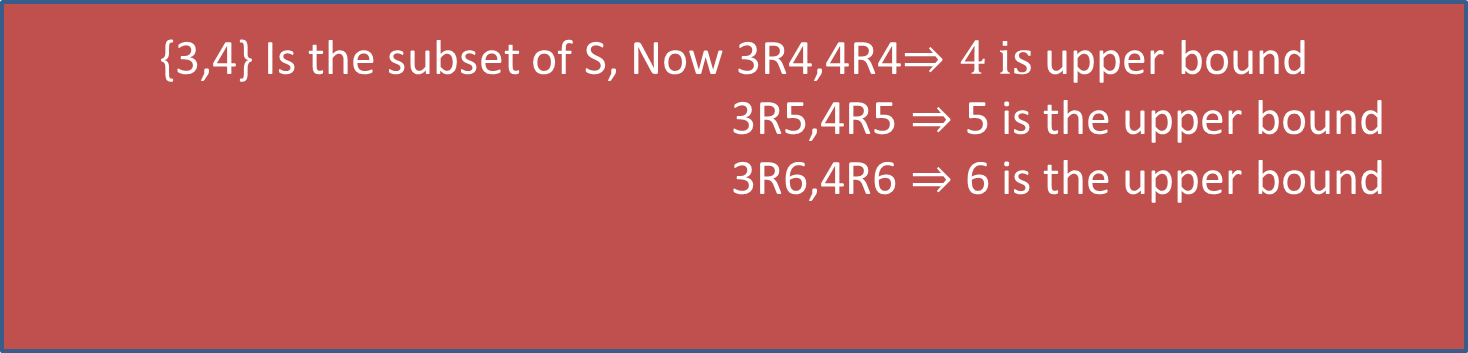 {3,4} Is the subset of S, Now 3R4,4R4⇒ 4 is upper bound
3R5,4R5 ⇒ 5 is the upper bound
3R6,4R6 ⇒ 6 is the upper bound